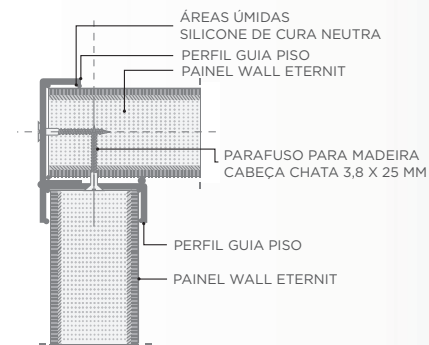 ÁREAS ÚMIDAS
SILICONE DE CURA NEUTRA
PERFIL GUIA PISO
PAINEL WALL ETERNIT
PARAFUSO PARA MADEIRA
CABEÇA CHATA 3,8 X 25 MM
PERFIL GUIA PISO
PAINEL WALL ETERNIT